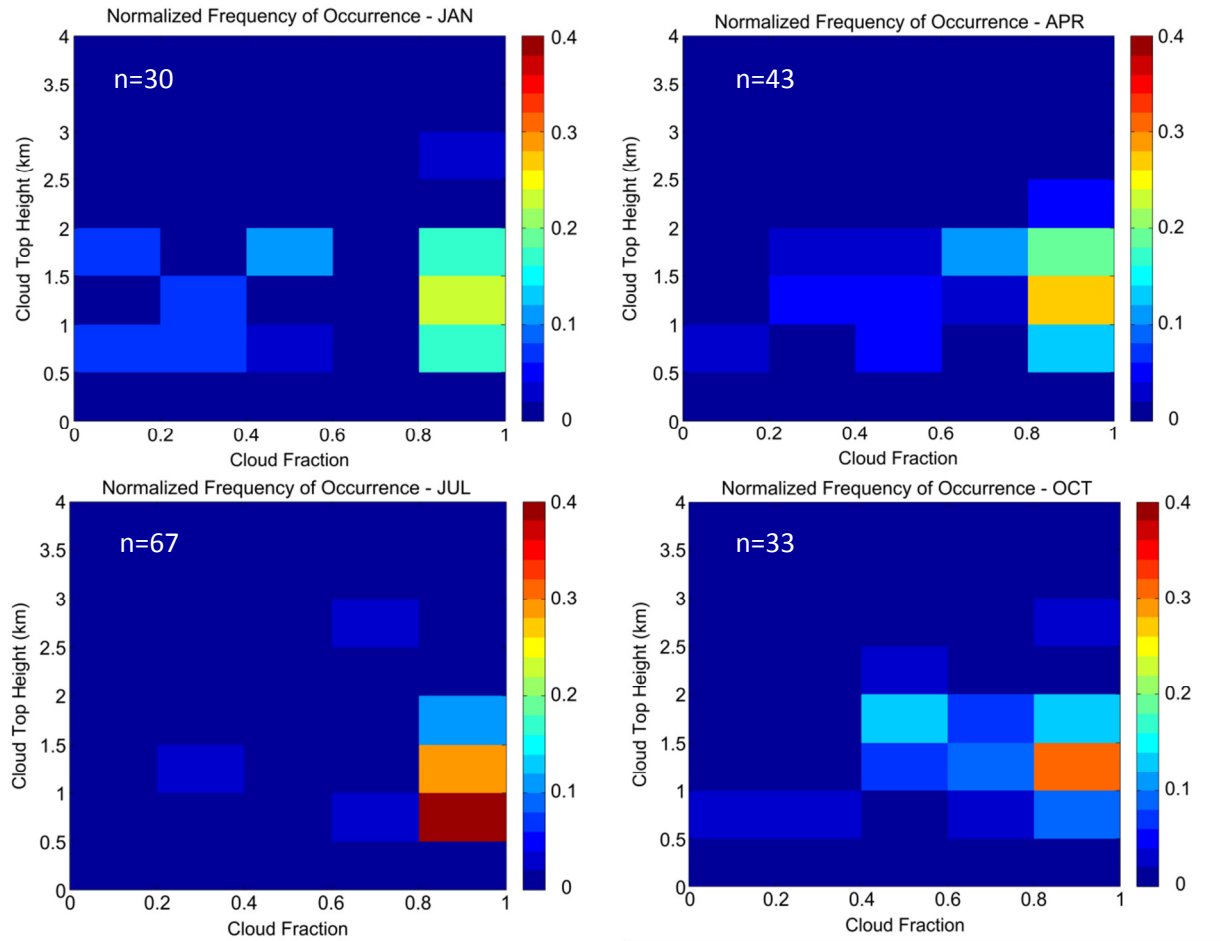 Normalized Frequency of Occurrence - JAN
n=30
Cloud Top Height (km)
4
3.5
3
2.5
2
1.5
1
0.5
0
0 0.2 0.4 0.6 0.8 1
Cloud Fraction
0.4
0.3
0.2
0.1
0
Normalized Frequency of Occurrence - APR
n=43
Cloud Top Height (km)
4
3.5
3
2.5
2
1.5
1
0.5
0
0 0.2 0.4 0.6 0.8 1
Cloud Fraction
0.4
0.3
0.2
0.1
0
Normalized Frequency of Occurrence - JUL
n=67
Cloud Top Height (km)
4
3.5
3
2.5
2
1.5
1
0.5
0
0 0.2 0.4 0.6 0.8 1
Cloud Fraction
0.4
0.3
0.2
0.1
0
Normalized Frequency of Occurrence - OCT
n=33
Cloud Top Height (km)
4
3.5
3
2.5
2
1.5
1
0.5
0
0 0.2 0.4 0.6 0.8 1
Cloud Fraction
0.4
0.3
0.2
0.1
0